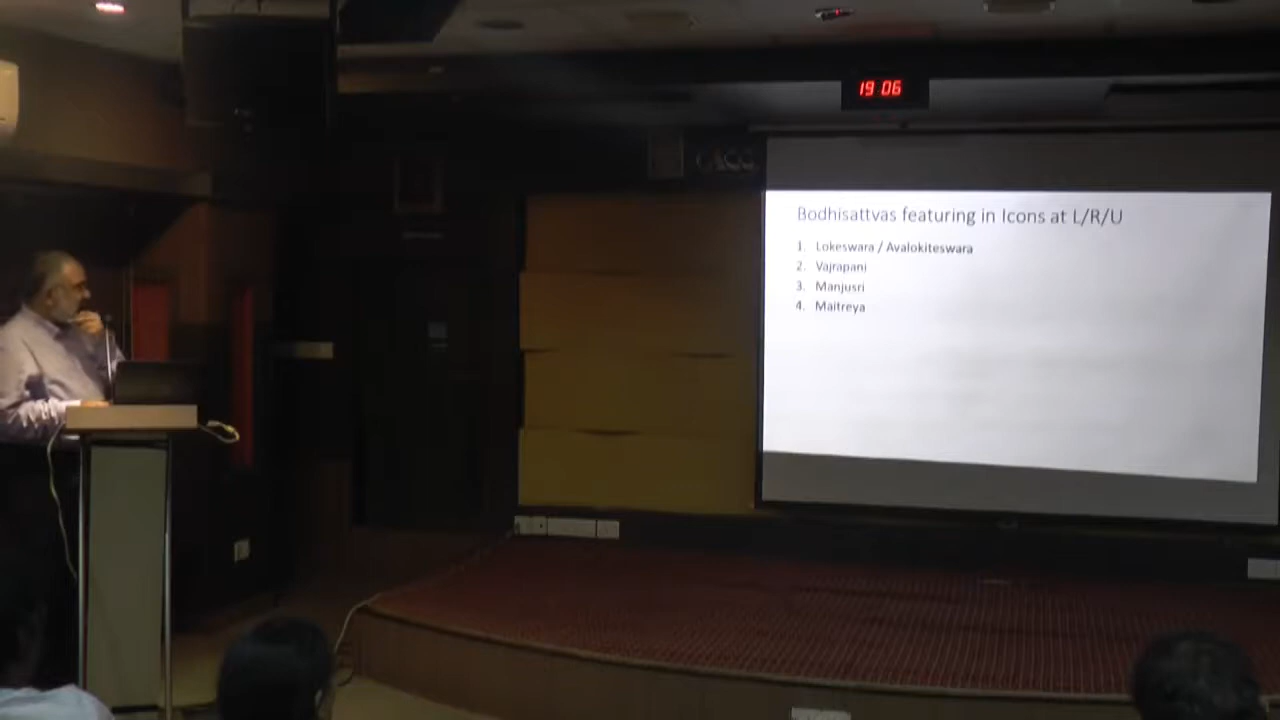 19 06
Bodhisattvas featuring in Icons at L/R/U
1. Lokeswara / Avalokiteswara
2. Vajrapani
3. Manjusri
4. Maitreya